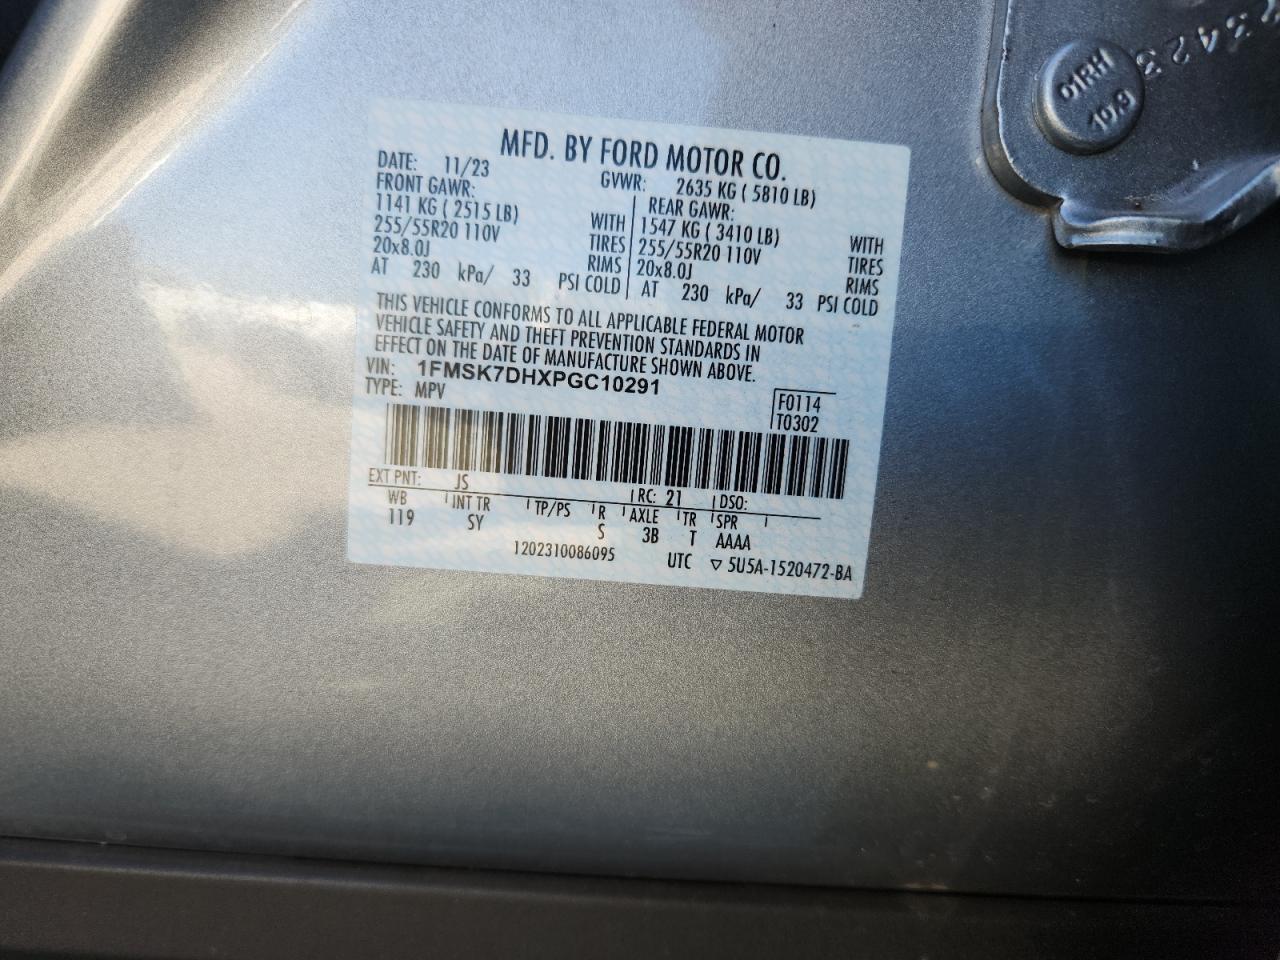 MFD. BY FORD MOTOR CO.
DATE: 11/23 GVWR: 2635 KG ( 5810 LB)
FRONT GAWR: REAR GAWR:
1141 KG ( 2515 LB) WITH 1547 KG ( 3410 LB) WITH
255/55R20 110V TIRES 255/55R20 110V TIRES
20x8.0J RIMS 20x8.0J RIMS
AT 230 kPa/ 33 PSI COLD AT 230 kPa/ 33 PSI COLD
THIS VEHICLE CONFORMS TO ALL APPLICABLE FEDERAL MOTOR
VEHICLE SAFETY AND THEFT PREVENTION STANDARDS IN
EFFECT ON THE DATE OF MANUFACTURE SHOWN ABOVE.
VIN: 1FMSK7DHXPGC10291
TYPE: MPV
F0114
T0302
EXT PNT: JS RC: 21 DSO:
WB INT TR TP/PS R AXLE TR SPR
119 SY S 3B T AAAA
1202310086095 UTC ▽ 5U5A-1520472-BA
01RH
3423